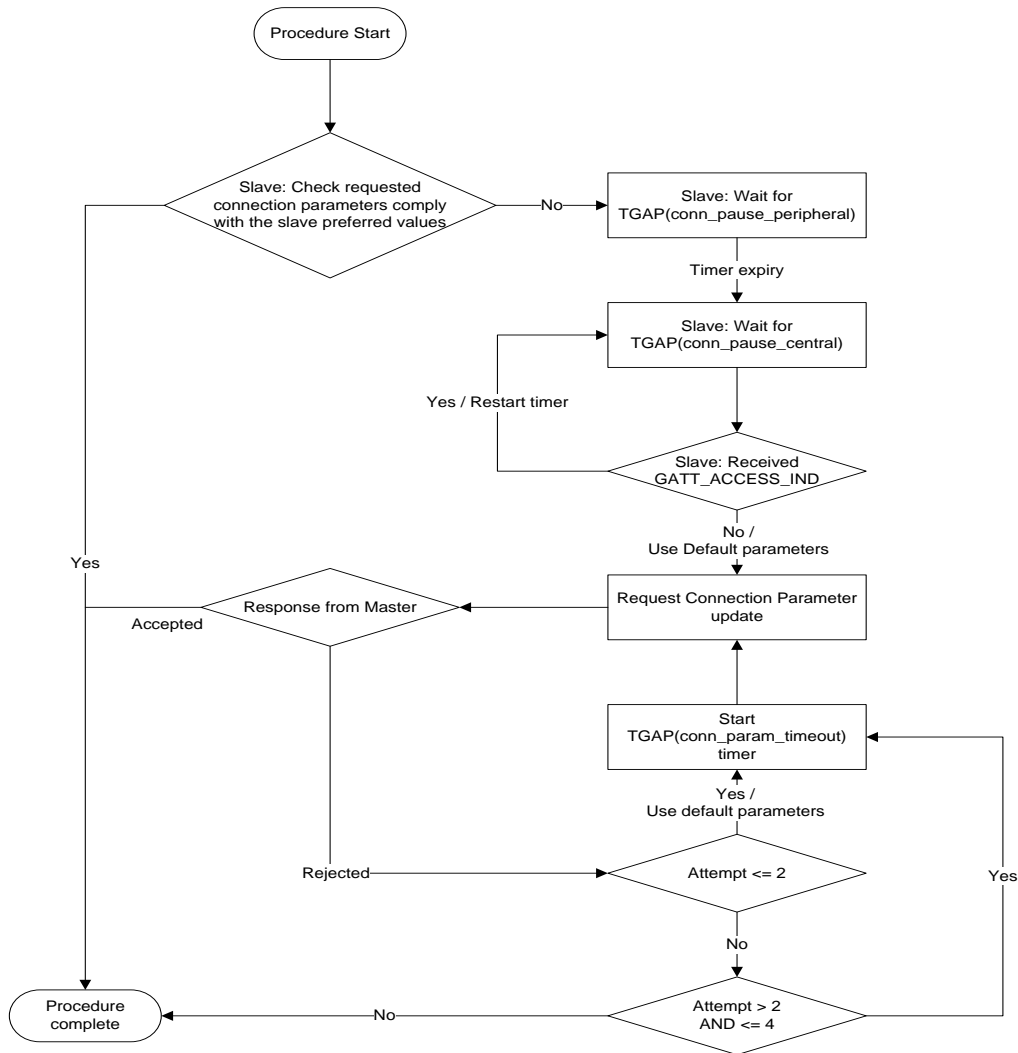 Procedure Start
Slave: Check requested
connection parameters comply
with the slave preferred values
No
Slave: Wait for
TGAP(conn_pause_peripheral)
Timer expiry
Slave: Wait for
TGAP(conn_pause_central)
Yes / Restart timer
Slave: Received
GATT_ACCESS_IND
No /
Use Default parameters
Yes
Response from Master
Request Connection Parameter
update
Accepted
Start
TGAP(conn_param_timeout)
timer
Yes /
Use default parameters
Rejected
Attempt <= 2
Yes
No
Procedure
complete
No
Attempt > 2
AND <= 4